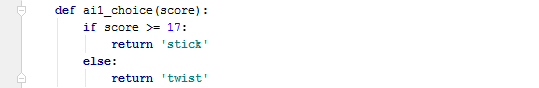 def ai1_choice(score):
    if score >= 17:
        return 'stick'
    else:
        return 'twist'